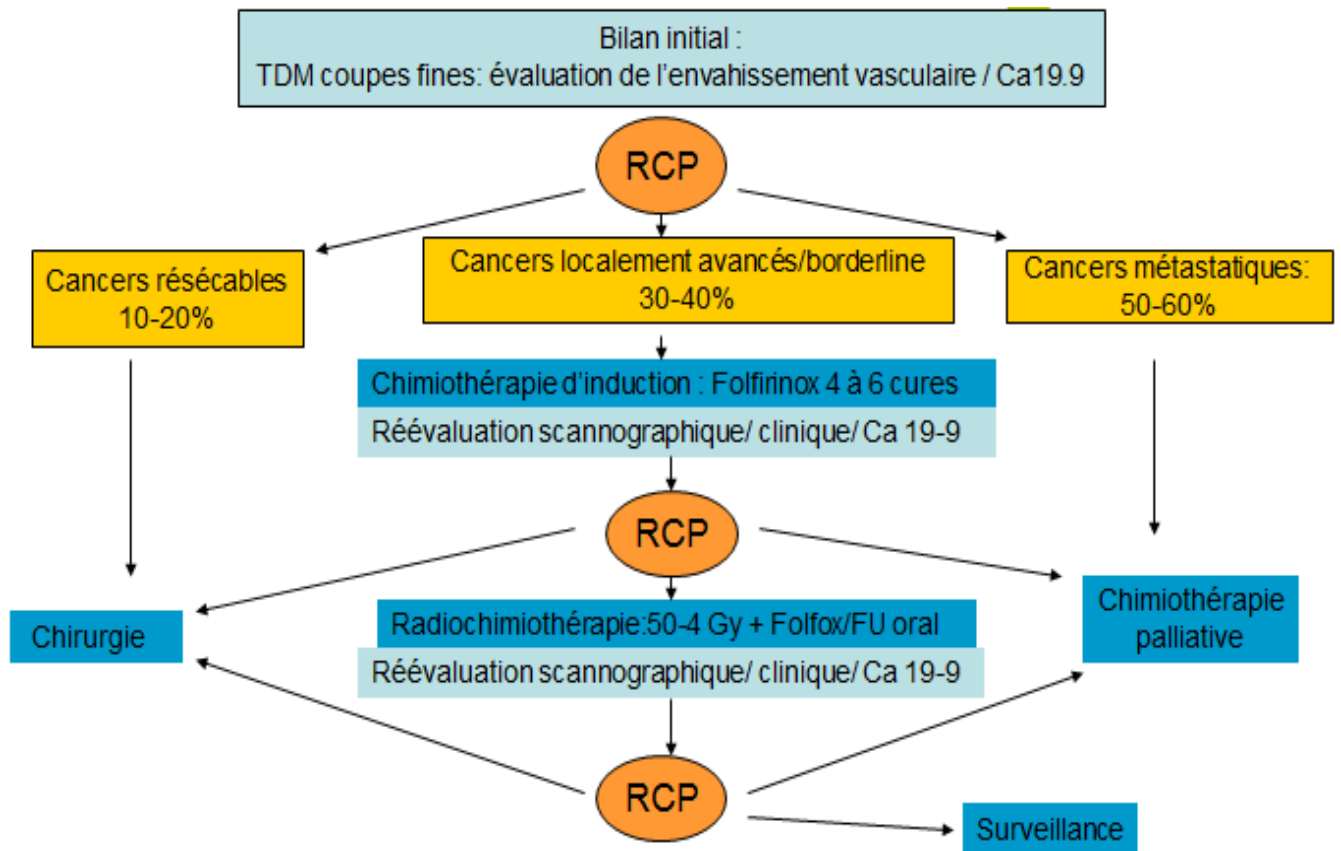 Bilan initial :
TDM coupes fines: évaluation de l'envahissement vasculaire / Ca19.9
RCP
Cancers résécables
10-20%
Cancers localement avancés/borderline
30-40%
Cancers métastatiques:
50-60%
Chimiothérapie d'induction : Folfirinox 4 à 6 cures
Réévaluation scannographique/ clinique/ Ca 19-9
RCP
Chirurgie
Radiochimiothérapie:50-4 Gy + Folfox/FU oral
Réévaluation scannographique/ clinique/ Ca 19-9
Chimiothérapie
palliative
RCP
Surveillance